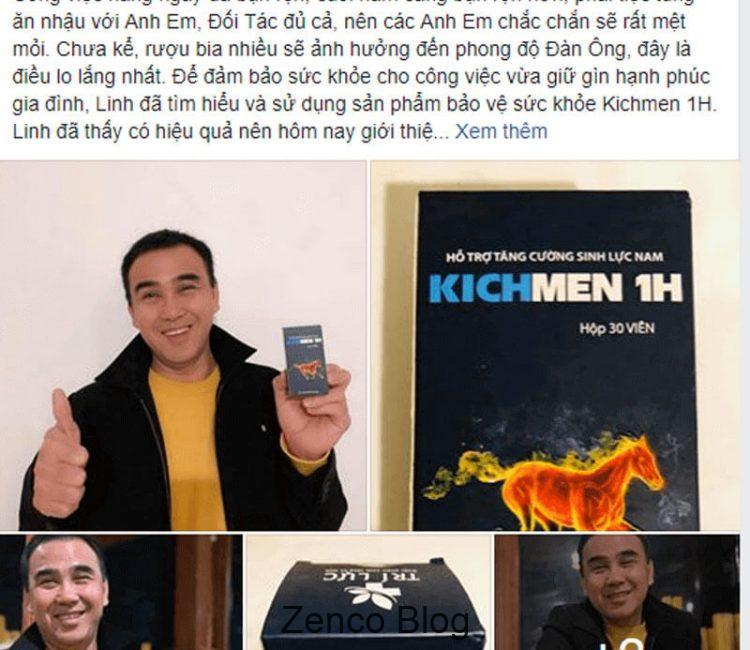 ăn nhậu với Anh Em, Đối Tác đủ cả, nên các Anh Em chắc chắn sẽ rất mệt
mỏi. Chưa kể, rượu bia nhiều sẽ ảnh hưởng đến phong độ Đàn Ông, đây là
điều lo lắng nhất. Để đảm bảo sức khỏe cho công việc vừa giữ gìn hạnh phúc
gia đình, Linh đã tìm hiểu và sử dụng sản phẩm bảo vệ sức khỏe Kichmen 1H.
Linh đã thấy có hiệu quả nên hôm nay giới thiệ... Xem thêm
KICHMEN 1H
HỖ TRỢ TĂNG CƯỜNG SINH LỰC NAM
KICHMEN 1H
Hộp 30 VIÊN
TRÍ LỰC
Zenco Blog